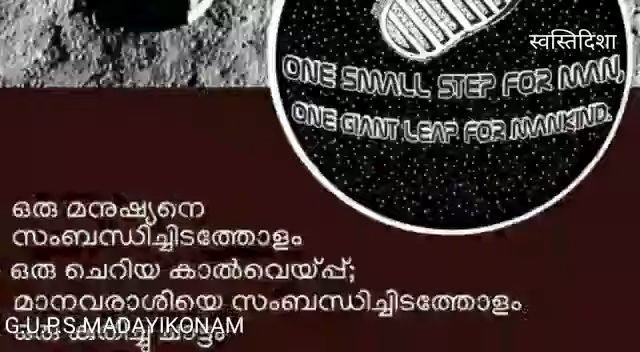 स्वस्तिदिशा
ONE SMALL STEP FOR MAN,
ONE GIANT LEAP FOR MANKIND.
ഒരു മനുഷ്യനെ
സംബന്ധിച്ചിടത്തോളം
ഒരു ചെറിയ കാൽവെയ്പ്പ്;
മാനവരാശിയെ സംബന്ധിച്ചിടത്തോളം
G.U.P.S.MADAYIKONAM